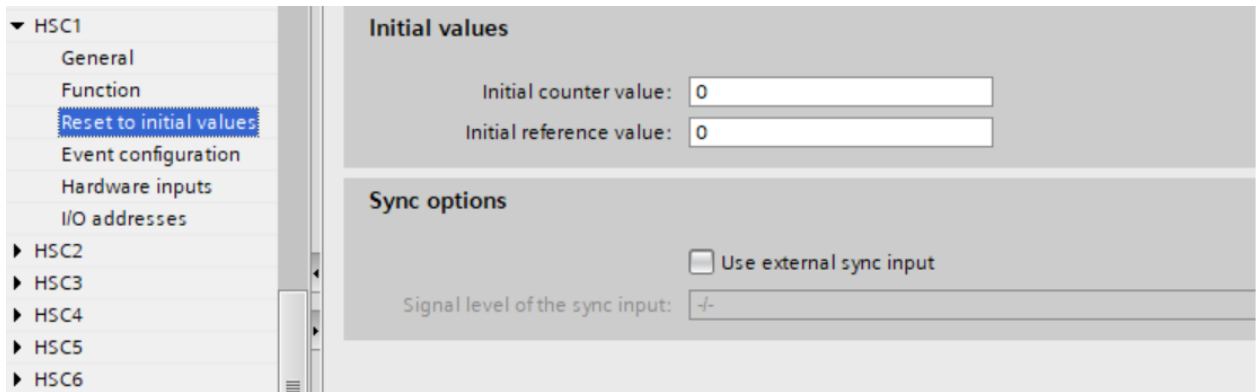 HSC1
General
Function
Reset to initial values
Event configuration
Hardware inputs
I/O addresses
HSC2
HSC3
HSC4
HSC5
HSC6
Initial values
Initial counter value: 0
Initial reference value: 0
Sync options
Use external sync input
Signal level of the sync input: -/-